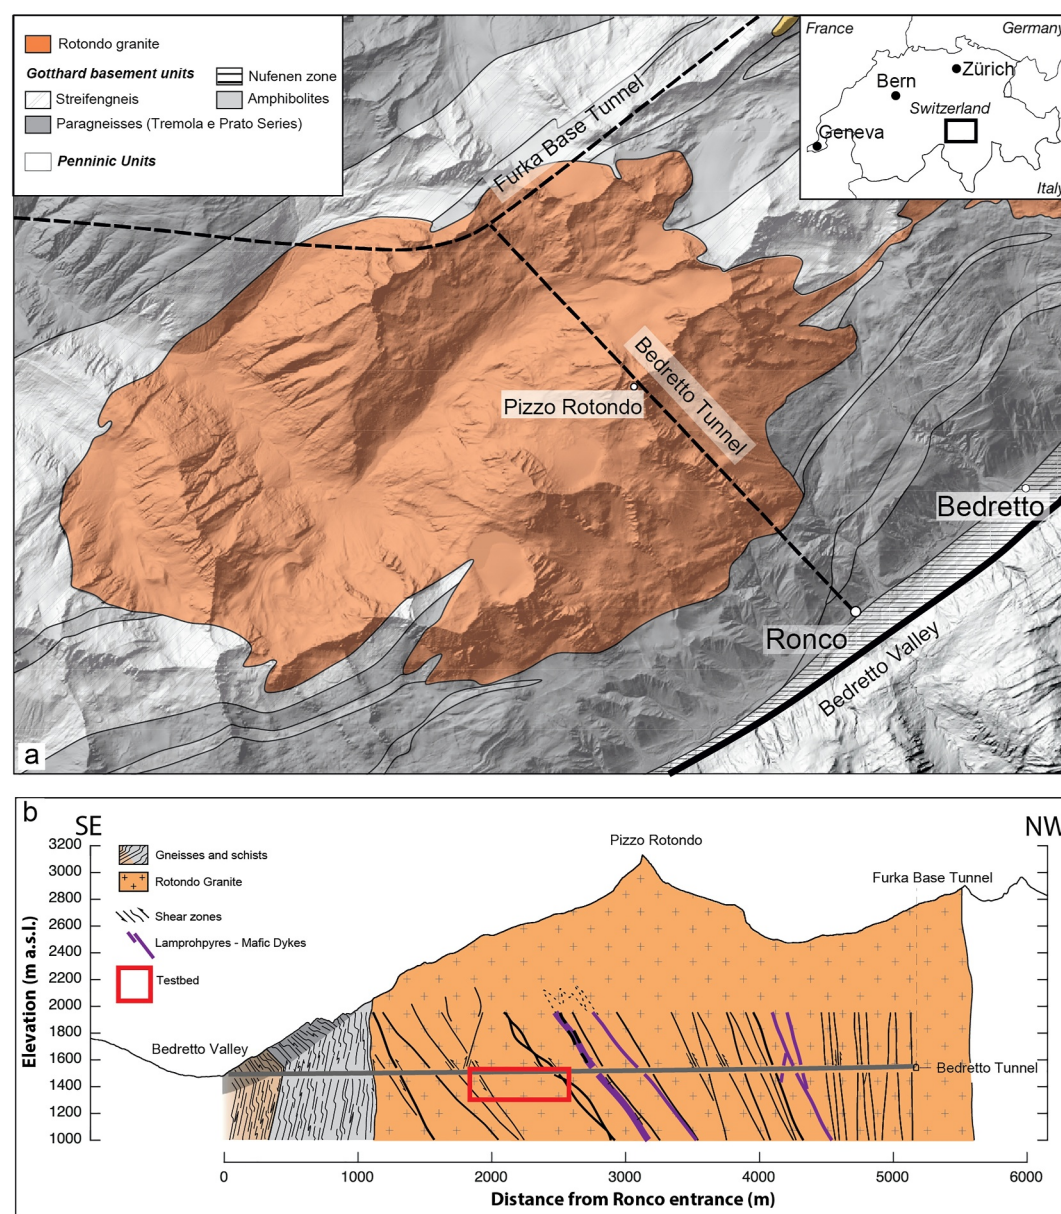 Rotondo granite
Gotthard basement units
Nufenen zone
Streifengneis
Amphibolites
Paragneisses (Tremola e Prato Series)
Penninic Units
France
Germany
Zürich
Bern
Switzerland
Geneva
Italy
Furka Base Tunnel
Bedretto Tunnel
Pizzo Rotondo
Bedretto
Ronco
Bedretto Valley
a
b
SE
NW
Pizzo Rotondo
Furka Base Tunnel
Gneisses and schists
Rotondo Granite
Shear zones
Lamprohpyres - Mafic Dykes
Testbed
Bedretto Valley
Bedretto Tunnel
Elevation (m a.s.l.)
3200
3000
2800
2600
2400
2200
2000
1800
1600
1400
1200
1000
0 1000 2000 3000 4000 5000 6000
Distance from Ronco entrance (m)